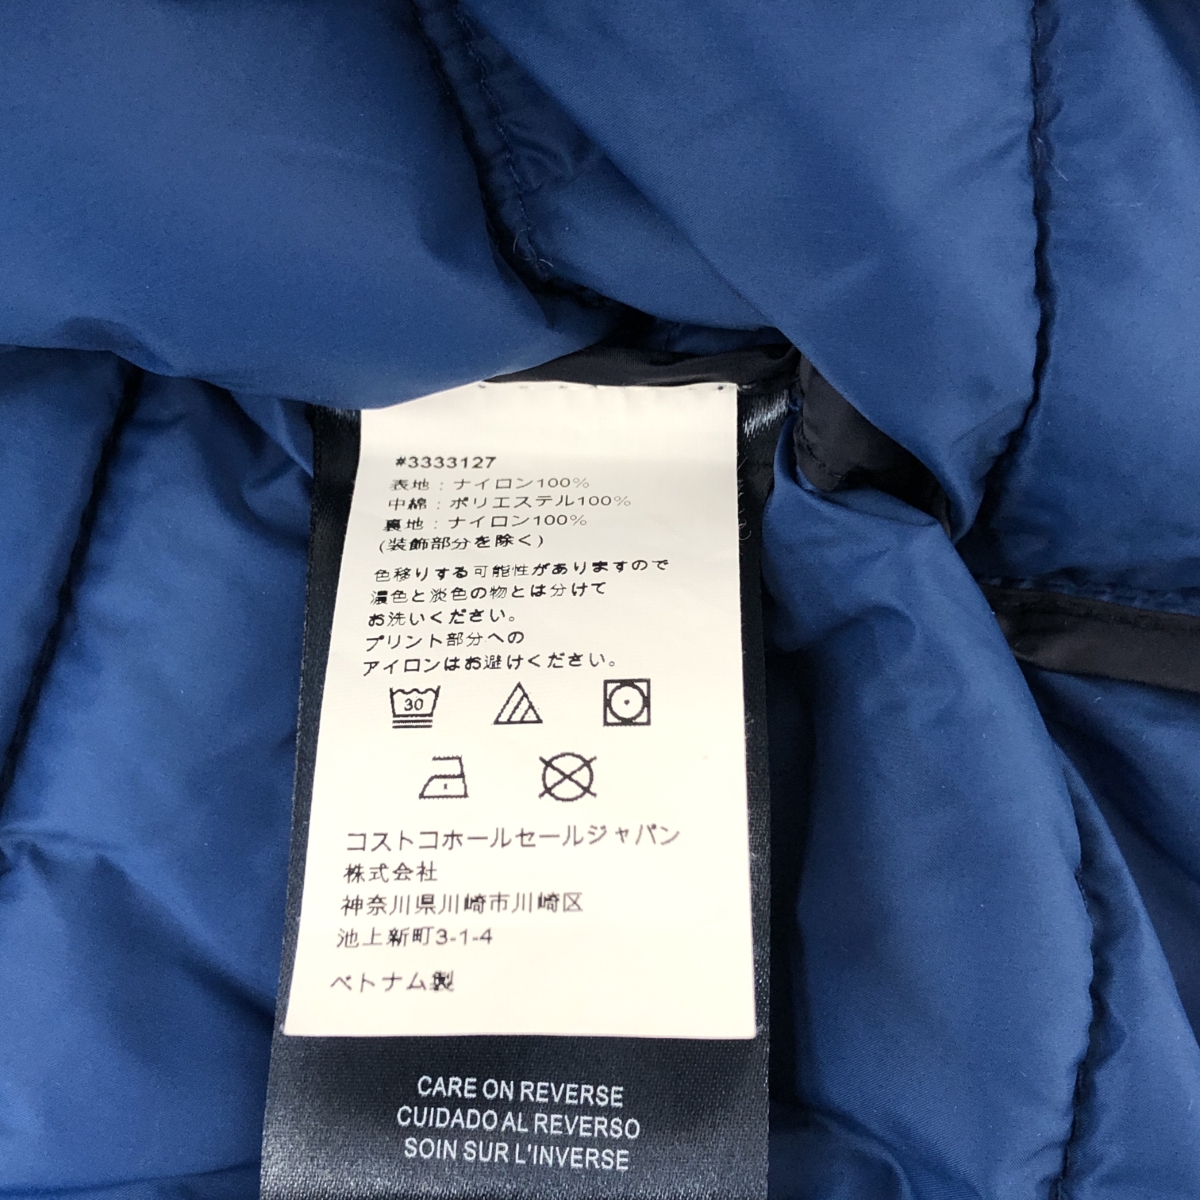 #3333127
表地：ナイロン100%
中綿：ポリエステル100%
裏地：ナイロン100%
(装飾部分を除く)
色移りする可能性がありますので
濃色と淡色の物とは分けて
お洗いください。
プリント部分への
アイロンはお避けください。
30
コストコホールセールジャパン
株式会社
神奈川県川崎市川崎区
池上新町3-1-4
ベトナム製
CARE ON REVERSE
CUIDADO AL REVERSO
SOIN SUR L'INVERSE